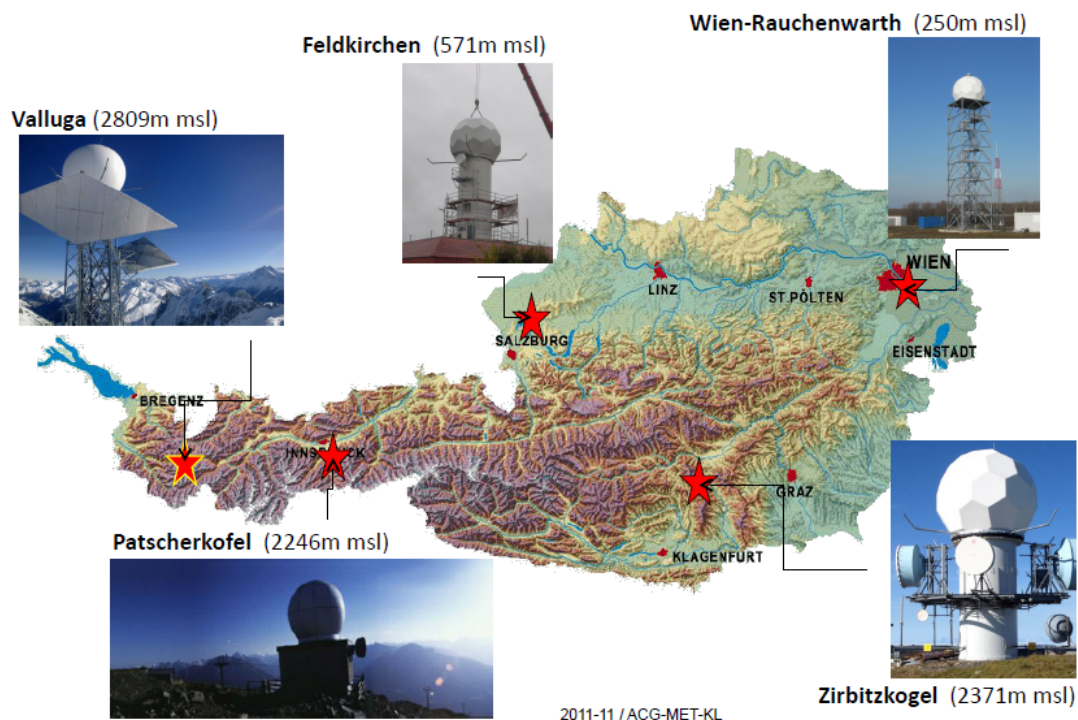 Wien-Rauchenwarth (250m msl)
Feldkirchen (571m msl)
Valluga (2809m msl)
WIEN
LINZ
ST.PÖLTEN
SALZBURG
EISENSTADT
BREGENZ
INNSBRUCK
GRAZ
KLAGENFURT
Patscherkofel (2246m msl)
Zirbitzkogel (2371m msl)
2011-11 / ACG-MET-KL